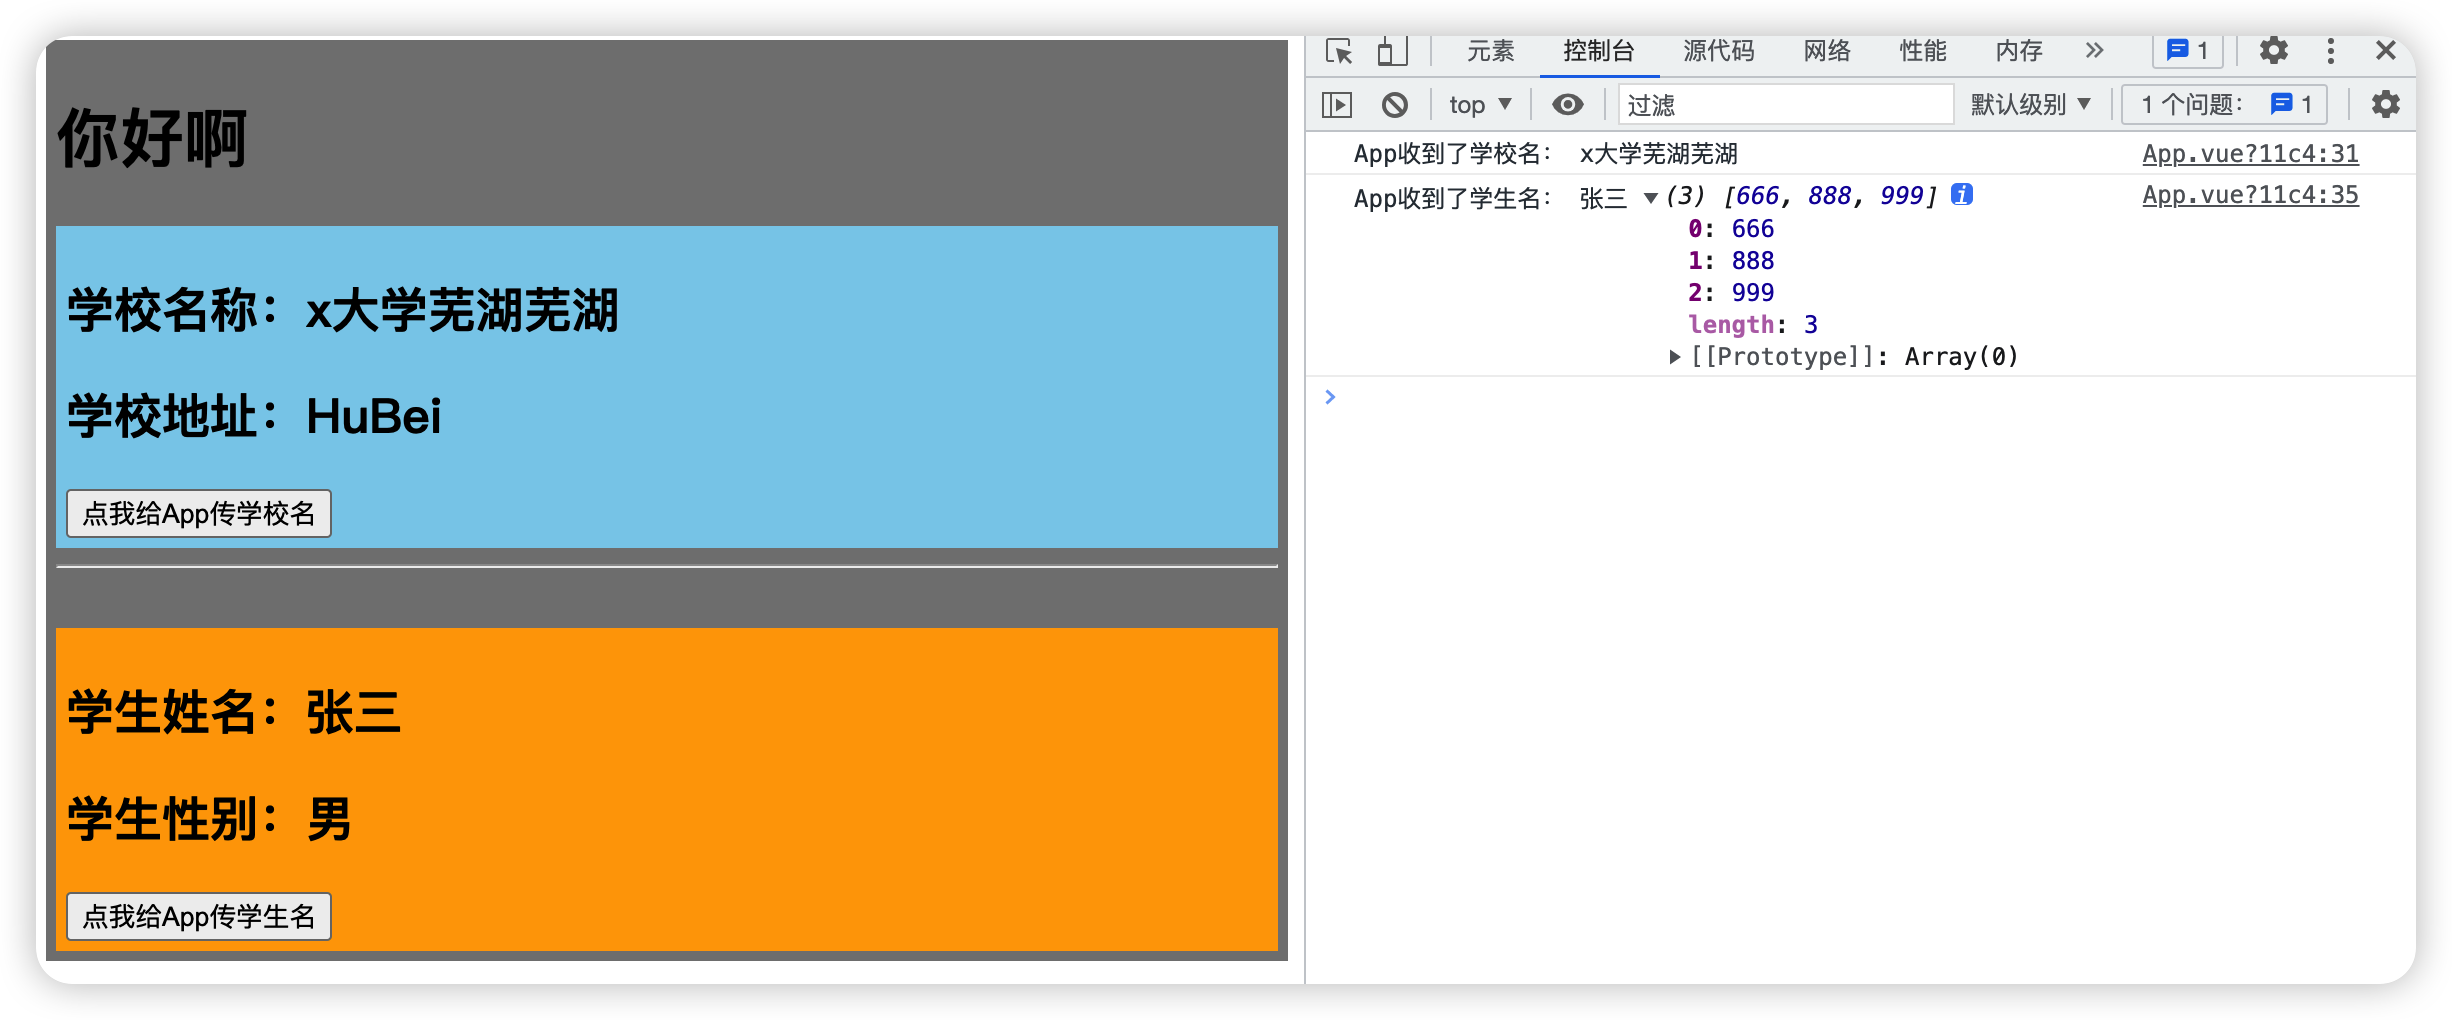 你好啊
学校名称：x大学芜湖芜湖
学校地址：HuBei
点我给App传学校名
学生姓名：张三
学生性别：男
点我给App传学生名
元素 控制台 源代码 网络 性能 内存 » 1
top ▼ 过滤 默认级别 ▼ 1 个问题： 1
App收到了学校名： x大学芜湖芜湖 App.vue?11c4:31
App收到了学生名： 张三 ▼(3) [666, 888, 999] i App.vue?11c4:35
0: 666
1: 888
2: 999
length: 3
▶ [[Prototype]]: Array(0)
>